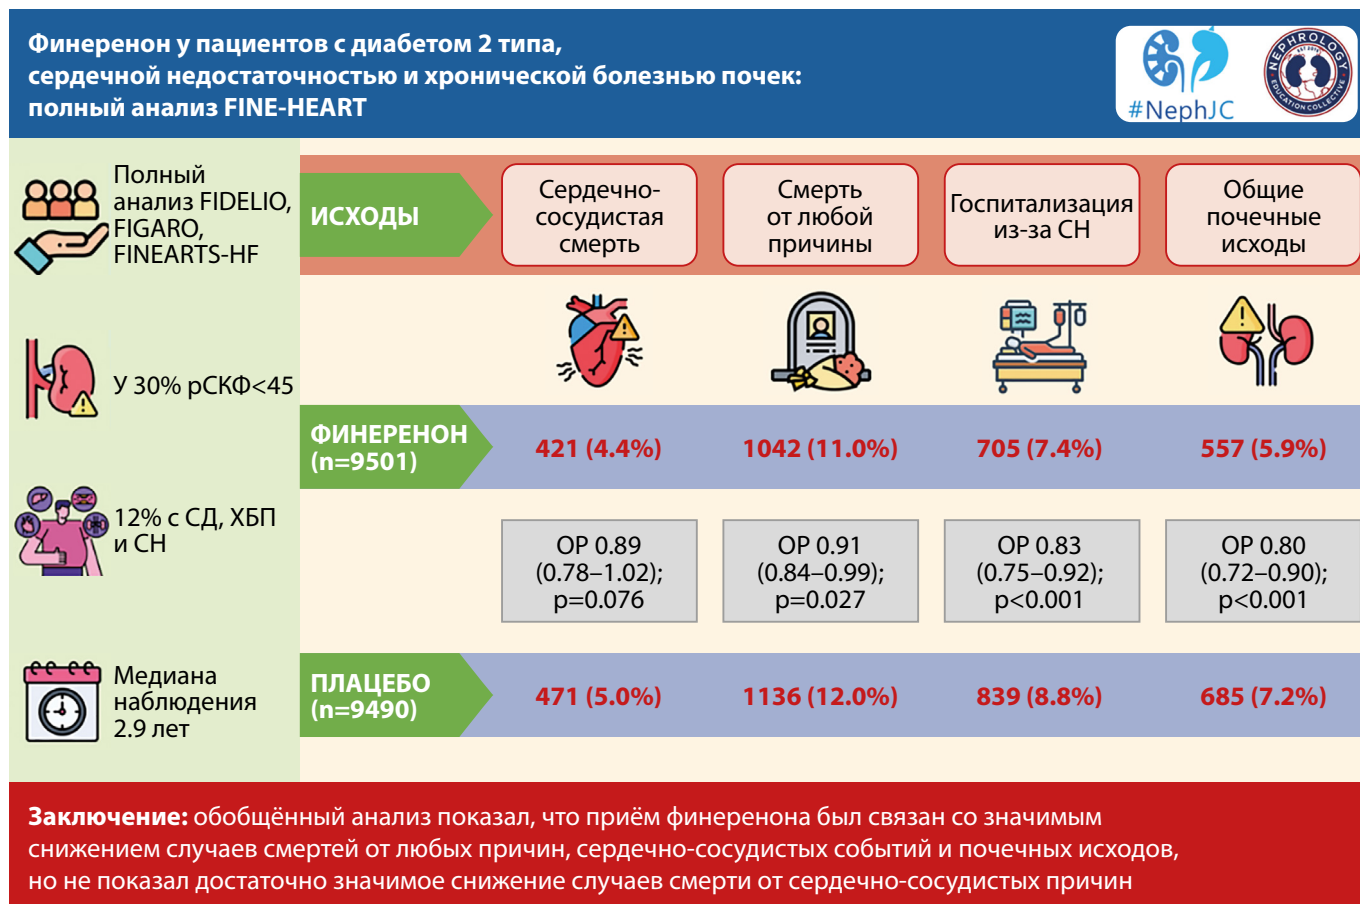 Финеренон у пациентов с диабетом 2 типа,
сердечной недостаточностью и хронической болезнью почек:
полный анализ FINE-HEART
#NephJC
NEPHROLOGY
EDUCATION COLLECTIVE
Полный
анализ FIDELIO,
FIGARO,
FINEARTS-HF
У 30% рСКФ<45
12% с СД, ХБП
и СН
Медиана
наблюдения
2.9 лет
ИСХОДЫ
Сердечно-
сосудистая
смерть
Смерть
от любой
причины
Госпитализация
из-за СН
Общие
почечные
исходы
ФИНЕРЕНОН
(n=9501)
421 (4.4%)
1042 (11.0%)
705 (7.4%)
557 (5.9%)
ОР 0.89
(0.78–1.02);
p=0.076
ОР 0.91
(0.84–0.99);
p=0.027
ОР 0.83
(0.75–0.92);
p<0.001
ОР 0.80
(0.72–0.90);
p<0.001
ПЛАЦЕБО
(n=9490)
471 (5.0%)
1136 (12.0%)
839 (8.8%)
685 (7.2%)
Заключение: обобщённый анализ показал, что приём финеренона был связан со значимым
снижением случаев смертей от любых причин, сердечно-сосудистых событий и почечных исходов,
но не показал достаточно значимое снижение случаев смерти от сердечно-сосудистых причин